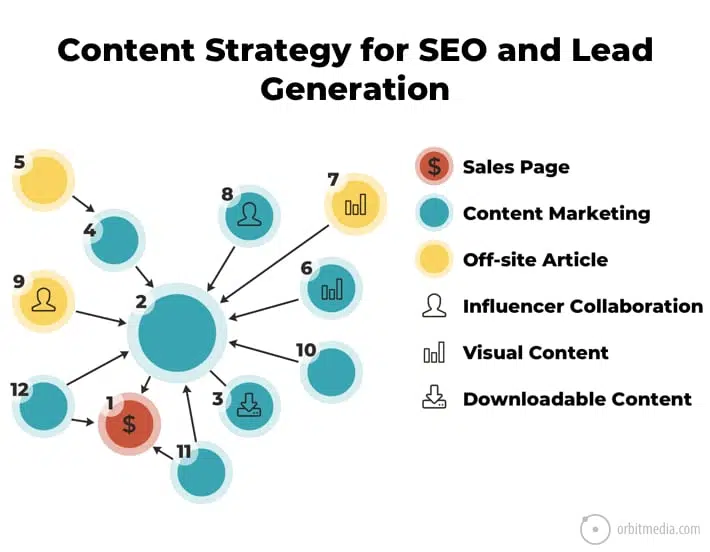 Content Strategy for SEO and Lead
Generation
5
4
8
7
9
2
6
10
12
1
$
3
11
$ Sales Page
Content Marketing
Off-site Article
Influencer Collaboration
Visual Content
Downloadable Content
orbitmedia.com